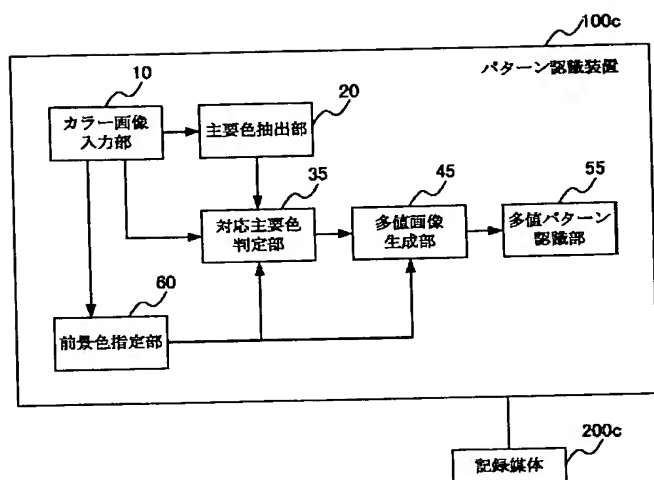 100c
パターン認識装置
10
カラー画像
入力部
20
主要色抽出部
35
対応主要色
判定部
45
多値画像
生成部
55
多値パターン
認識部
60
前景色指定部
200c
記録媒体